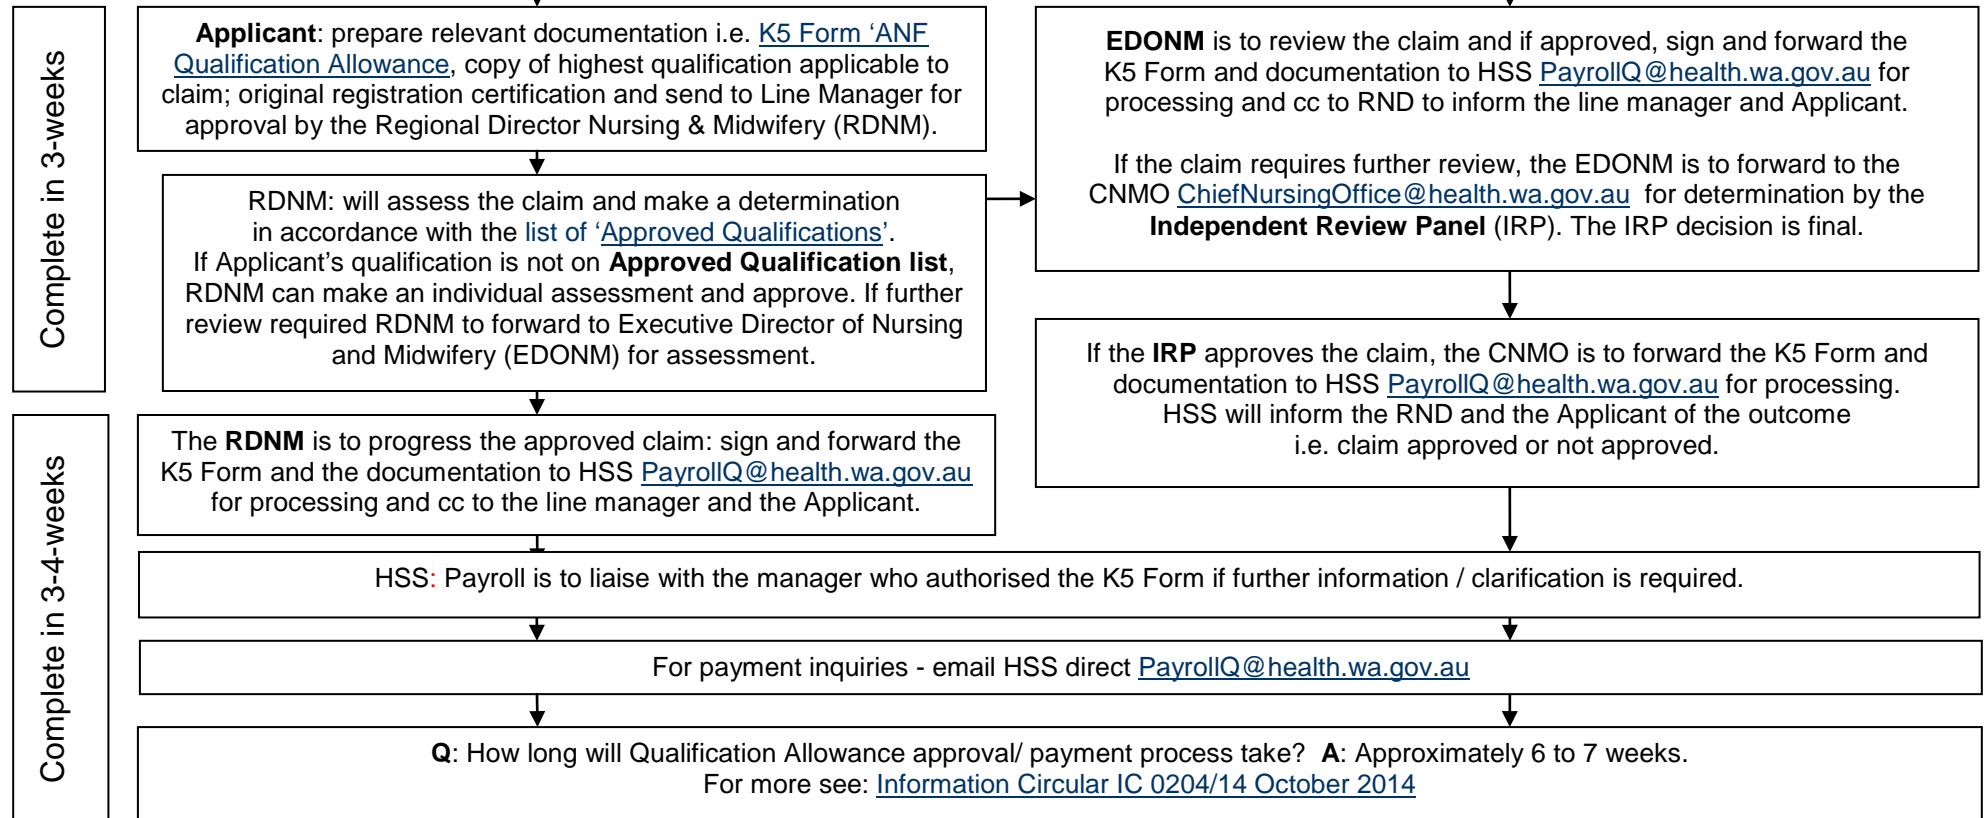 Complete in 3-weeks
Applicant: prepare relevant documentation i.e. K5 Form ‘ANF
Qualification Allowance, copy of highest qualification applicable to
claim; original registration certification and send to Line Manager for
approval by the Regional Director Nursing & Midwifery (RDNM).
RDNM: will assess the claim and make a determination
in accordance with the list of ‘Approved Qualifications’.
If Applicant’s qualification is not on Approved Qualification list,
RDNM can make an individual assessment and approve. If further
review required RDNM to forward to Executive Director of Nursing
and Midwifery (EDONM) for assessment.
EDONM is to review the claim and if approved, sign and forward the
K5 Form and documentation to HSS PayrollQ@health.wa.gov.au for
processing and cc to RND to inform the line manager and Applicant.
If the claim requires further review, the EDONM is to forward to the
CNMO ChiefNursingOffice@health.wa.gov.au for determination by the
Independent Review Panel (IRP). The IRP decision is final.
If the IRP approves the claim, the CNMO is to forward the K5 Form and
documentation to HSS PayrollQ@health.wa.gov.au for processing.
HSS will inform the RND and the Applicant of the outcome
i.e. claim approved or not approved.
Complete in 3-4-weeks
The RDNM is to progress the approved claim: sign and forward the
K5 Form and the documentation to HSS PayrollQ@health.wa.gov.au
for processing and cc to the line manager and the Applicant.
HSS: Payroll is to liaise with the manager who authorised the K5 Form if further information / clarification is required.
For payment inquiries - email HSS direct PayrollQ@health.wa.gov.au
Q: How long will Qualification Allowance approval/ payment process take? A: Approximately 6 to 7 weeks.
For more see: Information Circular IC 0204/14 October 2014